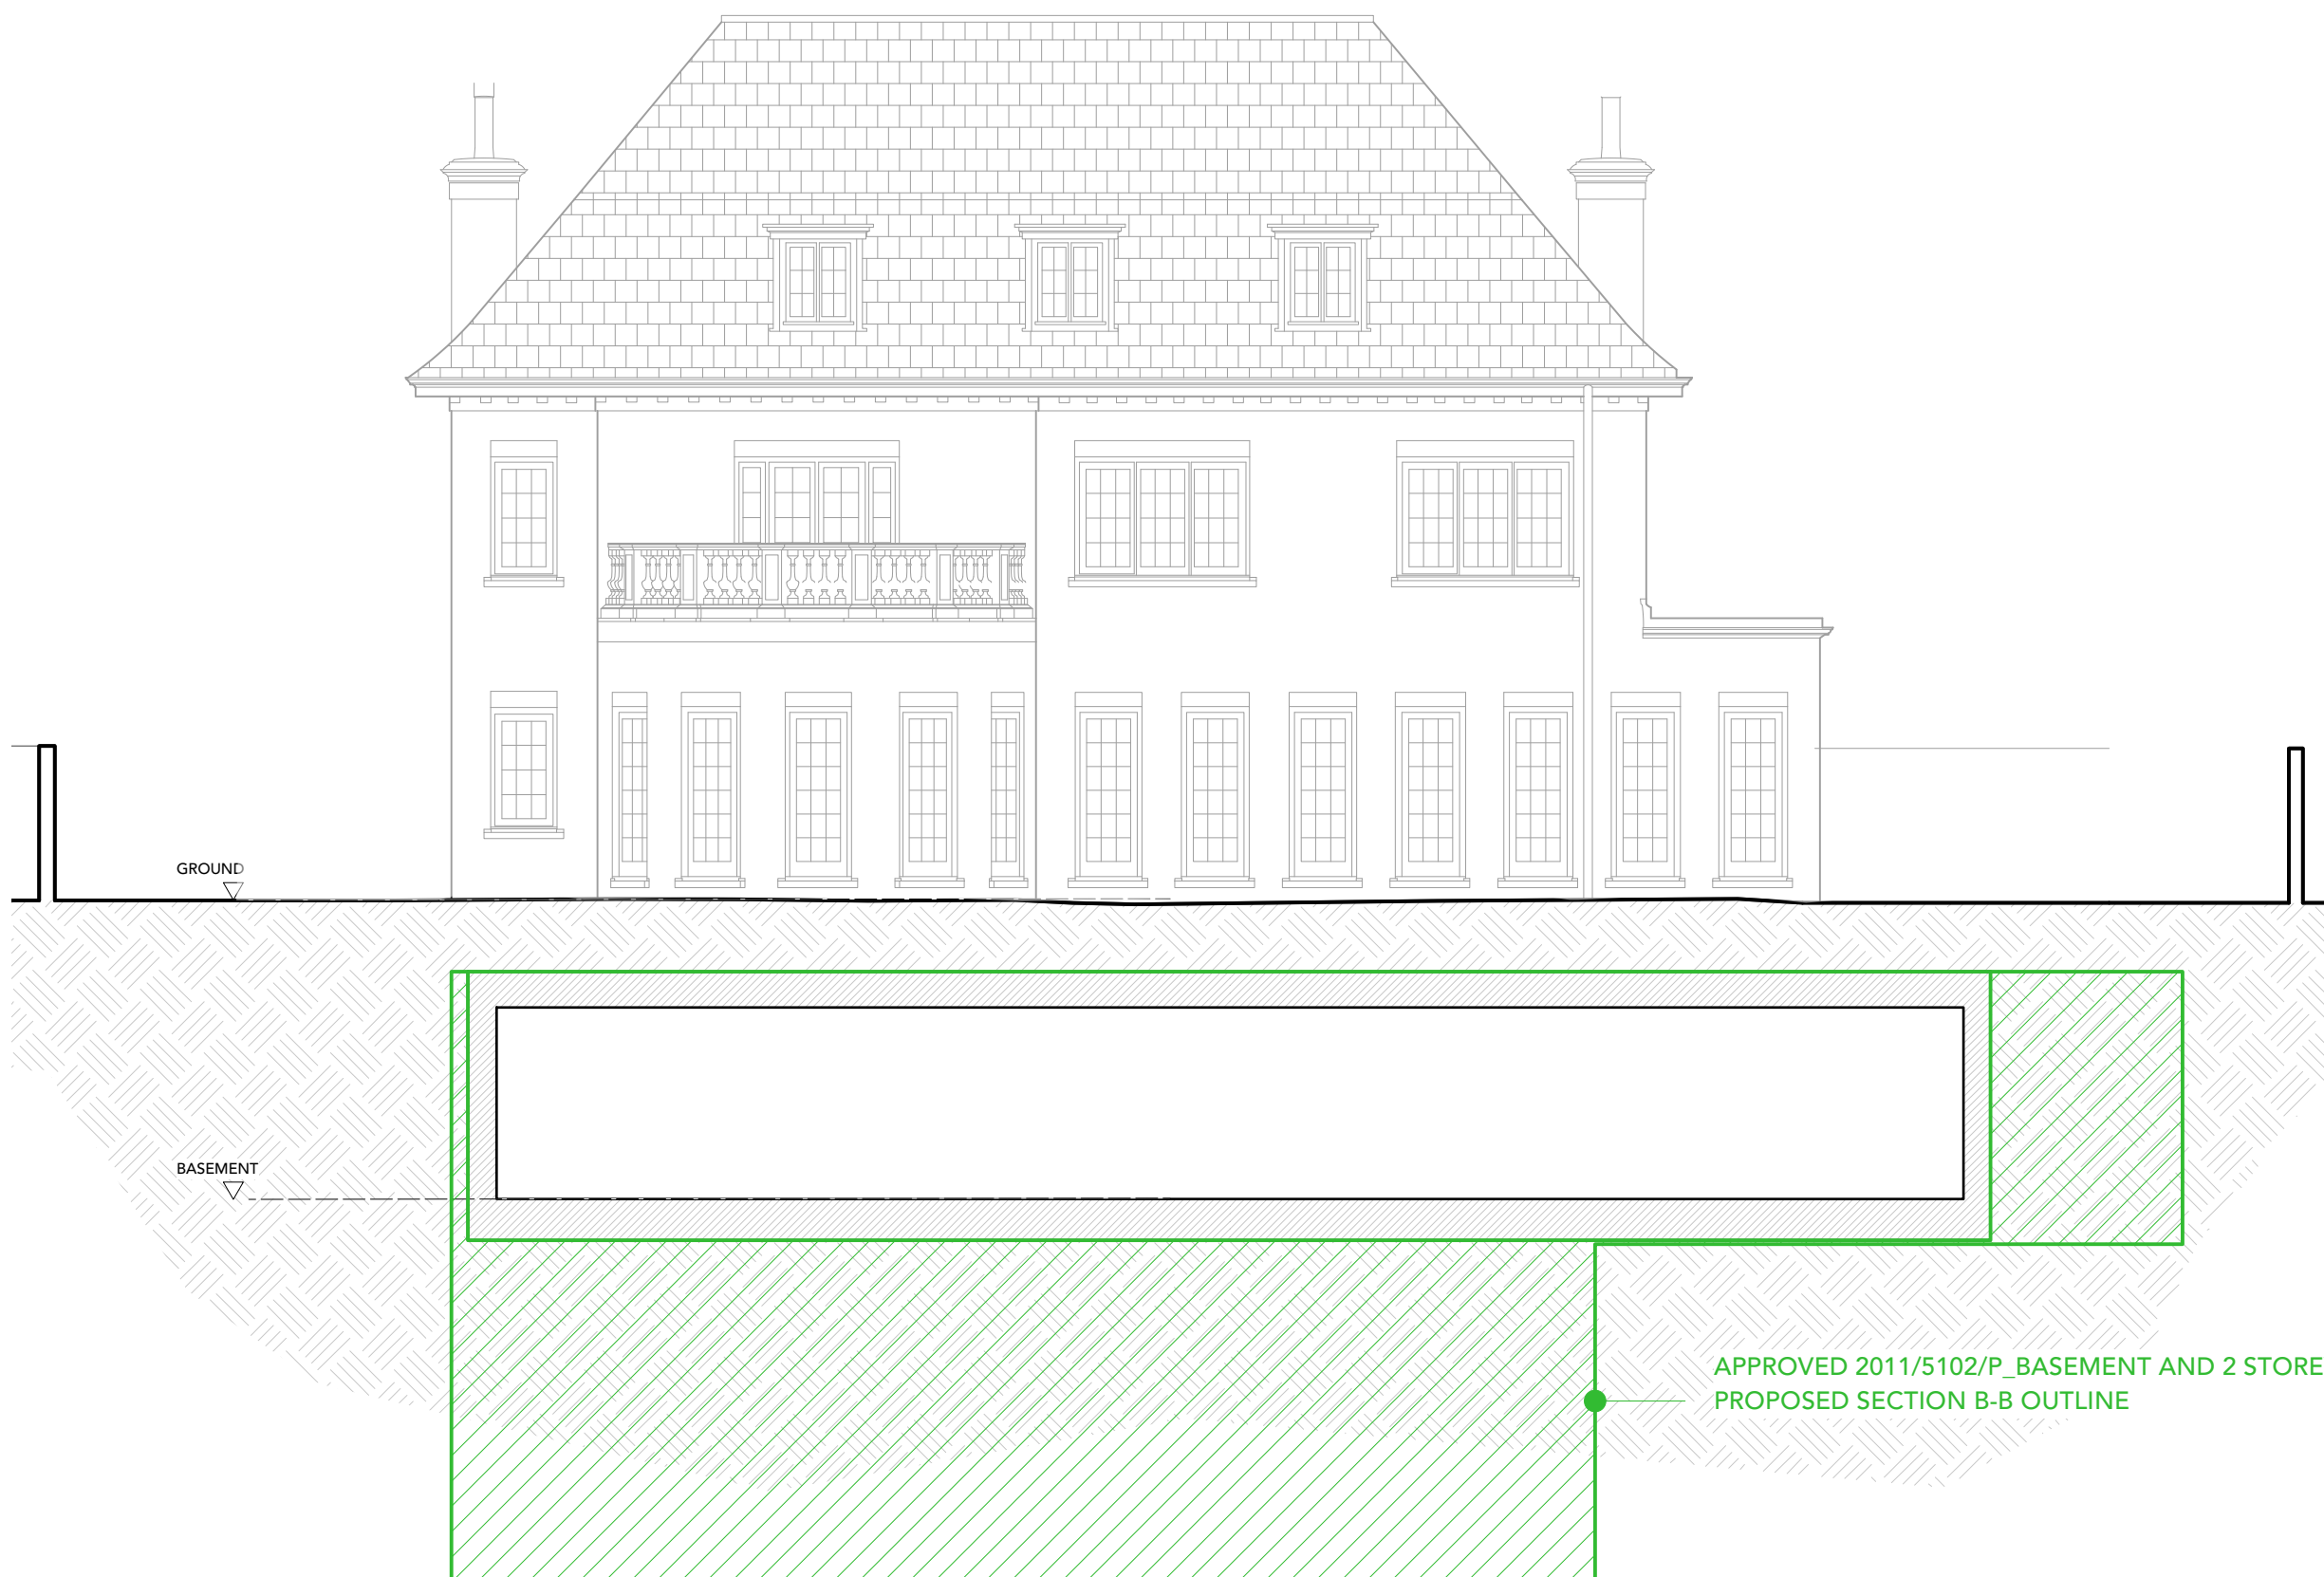 GROUND
BASEMENT
APPROVED 2011/5102/P_BASEMENT AND 2 STORE
PROPOSED SECTION B-B OUTLINE